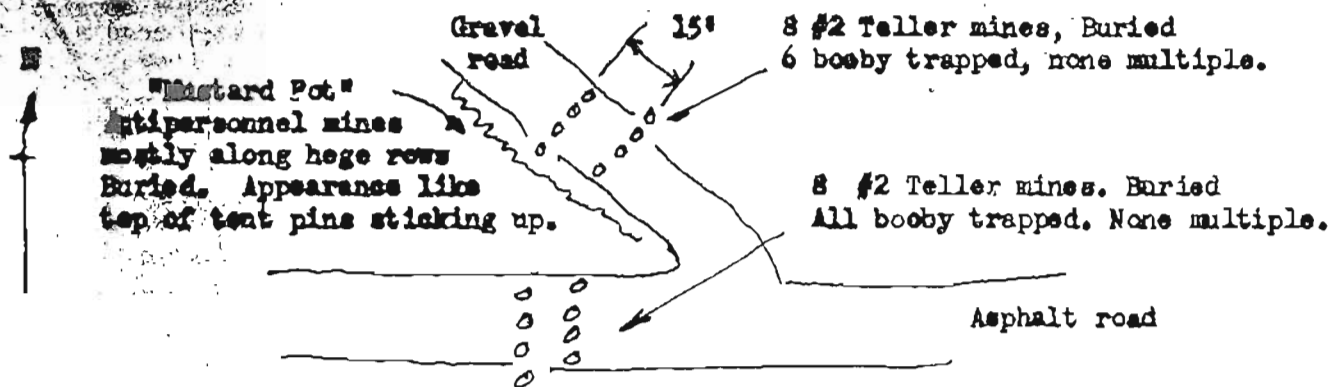 Gravel
road
15'
8 #2 Teller mines, Buried
6 booby trapped, none multiple.
"Mustard Pot"
Antipersonnel mines
mostly along hege rows
Buried. Appearance like
top of tent pins sticking up.
8 #2 Teller mines. Buried
All booby trapped. None multiple.
Asphalt road